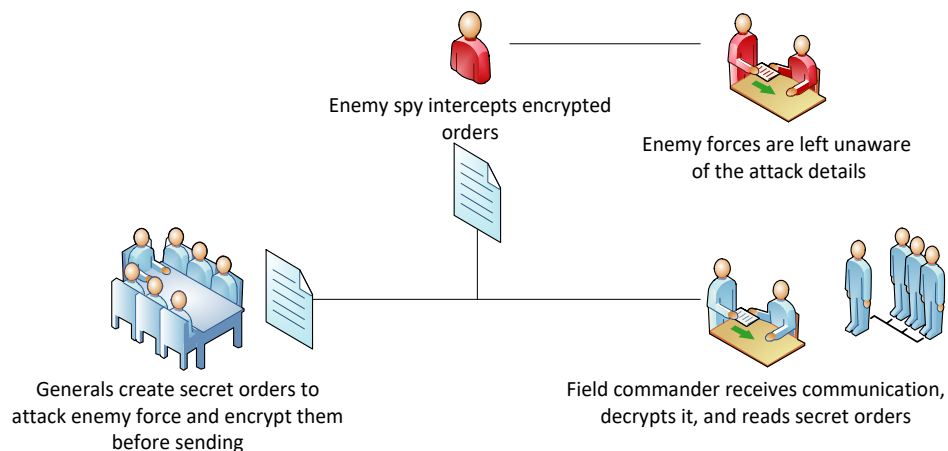 Enemy spy intercepts encrypted
orders
Enemy forces are left unaware
of the attack details
Generals create secret orders to
attack enemy force and encrypt them
before sending
Field commander receives communication,
decrypts it, and reads secret orders